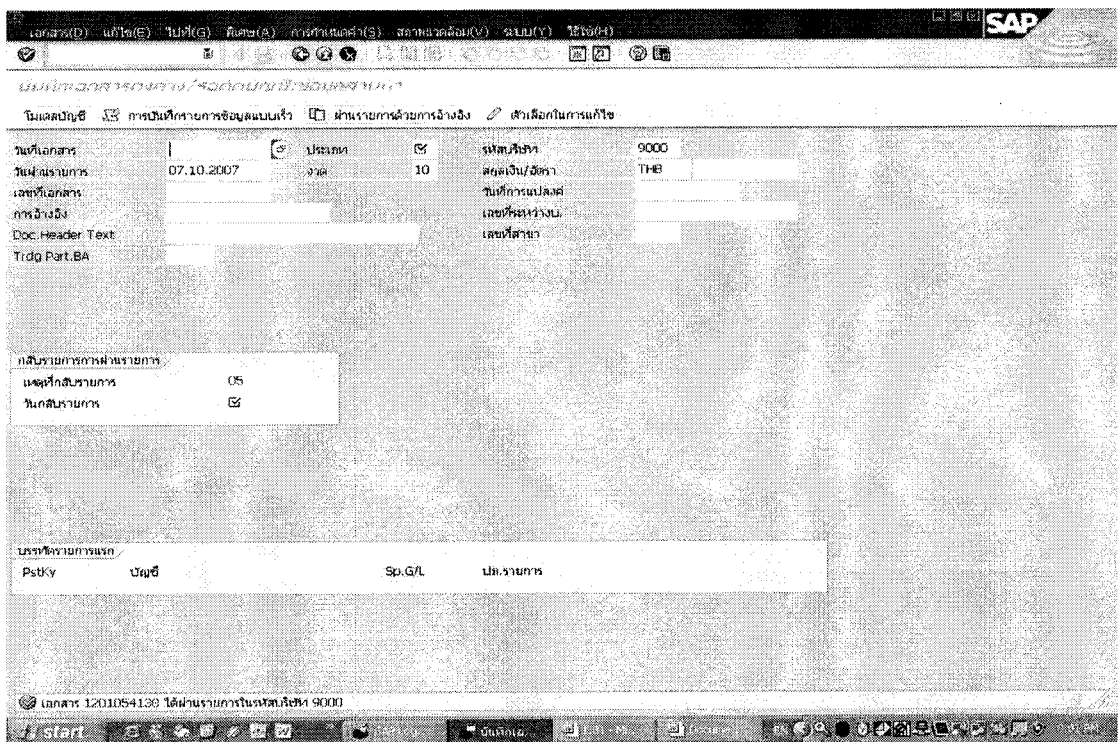 เอกสาร(D) แก้ไข(E) ไปที่(G) พิเศษ(A) การกำหนดค่า(S) สภาพแวดล้อม(V) ระบบ(Y) วิธีใช้(H)
SAP
โมเดลบัญชี การบันทึกรายการข้อมูลแบบเร็ว ผ่านรายการด้วยการอ้างอิง ตัวเลือกในการแก้ไข
วันที่เอกสาร ประเภท รหัสบริษัท 9000
วันผ่านรายการ 07.10.2007 งวด 10 สกุลเงิน/อัตรา THB
เลขที่เอกสาร วันที่การแปลงค่
การอ้างอิง เลขที่ระหว่างบ.
Doc.Header Text เลขที่สาขา
Trdg Part.BA
กลับรายการการผ่านรายการ
เหตุที่กลับรายการ 05
วันกลับรายการ
บรรทัดรายการแรก
PstKy บัญชี Sp.G/L ปภ.รายการ
เอกสาร 1201054130 ได้ผ่านรายการในรหัสบริษัท 9000
start EN